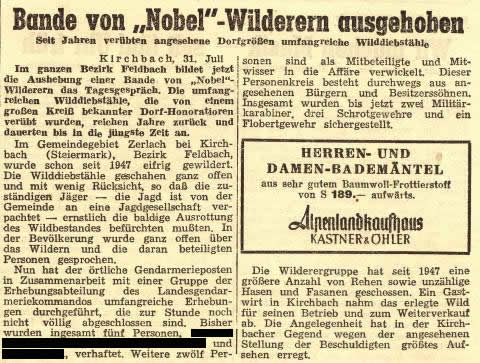 Bande von „Nobel“-Wilderern ausgehoben
Seit Jahren verübten angesehene Dorfgrößen umfangreiche Wilddiebstähle
Kirchbach, 31. Juli
Im ganzen Bezirk Feldbach bildet jetzt
die Aushebung einer Bande von „Nobel“-
Wilderern das Tagesgespräch. Die umfang-
reichen Wilddiebstähle, die von einem
großen Kreiß bekannter Dorf-Honoratioren
verübt wurden, reichen Jahre zurück und
dauerten bis in die jüngste Zeit an.
Im Gemeindegebiet Zerlach bei Kirch-
bach (Steiermark), Bezirk Feldbach,
wurde schon seit 1947 eifrig gewildert.
Die Wilddiebstähle geschahen ganz offen
und mit wenig Rücksicht, so daß die zu-
ständigen Jäger — die Jagd ist von der
Gemeinde an eine Jagdgesellschaft ver-
pachtet — ernstlich die baldige Ausrottung
des Wildbestandes befürchten mußten. In
der Bevölkerung wurde ganz offen über
das Wildern und die daran beteiligten
Personen gesprochen.
Nun hat der örtliche Gendarmerieposten
in Zusammenarbeit mit einer Gruppe der
Erhebungsabteilung des Landesgendar-
meriekommandos umfangreiche Erhebun-
gen durchgeführt, die zur Stunde noch
nicht völlig abgeschlossen sind. Bisher
wurden insgesamt fünf Personen,
und
, verhaftet. Weitere zwölf Per-
sonen sind als Mitbeteiligte und Mit-
wisser in die Affäre verwickelt. Dieser
Personenkreis besteht durchwegs aus an-
gesehenen Bürgern und Besitzerssöhnen.
Insgesamt wurden bis jetzt zwei Militär-
karabiner, drei Schrotgewehre und ein
Flobertgewehr sichergestellt.
HERREN- UND
DAMEN-BADEMÄNTEL
aus sehr gutem Baumwoll-Frottierstoff
von S 189.— aufwärts.
Alpenlandkaufhaus
KASTNER & ÖHLER
Die Wilderergruppe hat seit 1947 eine
größere Anzahl von Rehen sowie unzählige
Hasen und Fasanen geschossen. Ein Gast-
wirt in Kirchbach nahm das erlegte Wild
für seinen Betrieb und zum Weiterverkauf
ab. Die Angelegenheit hat in der Kirch-
bacher Gegend wegen der angesehenen
Stellung der Beschuldigten großes Auf-
sehen erregt.